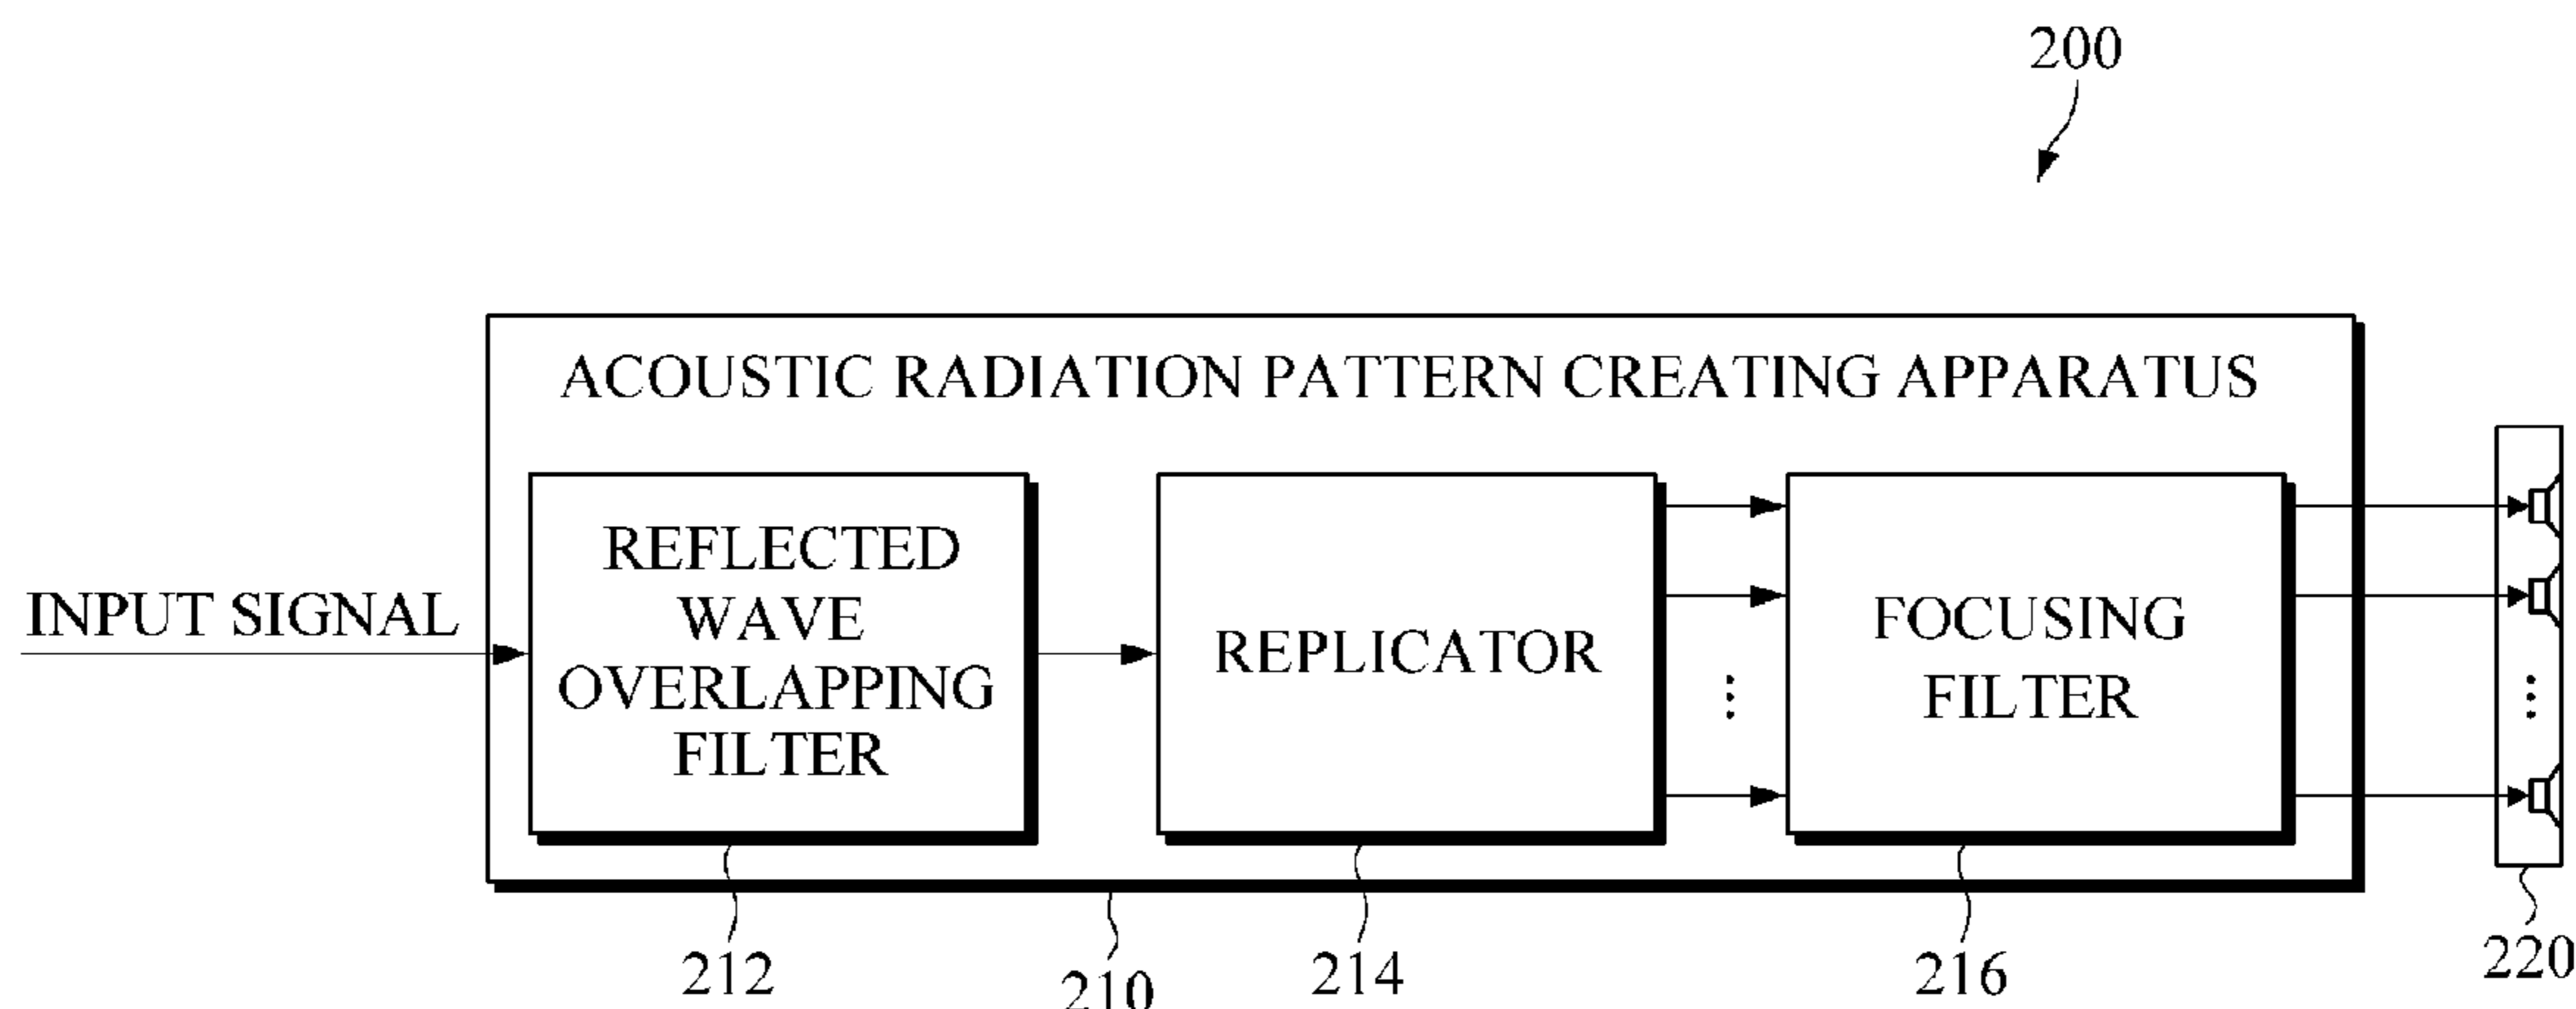 200
ACOUSTIC RADIATION PATTERN CREATING APPARATUS
INPUT SIGNAL
REFLECTED
WAVE
OVERLAPPING
FILTER
REPLICATOR
FOCUSING
FILTER
212
210
214
216
220